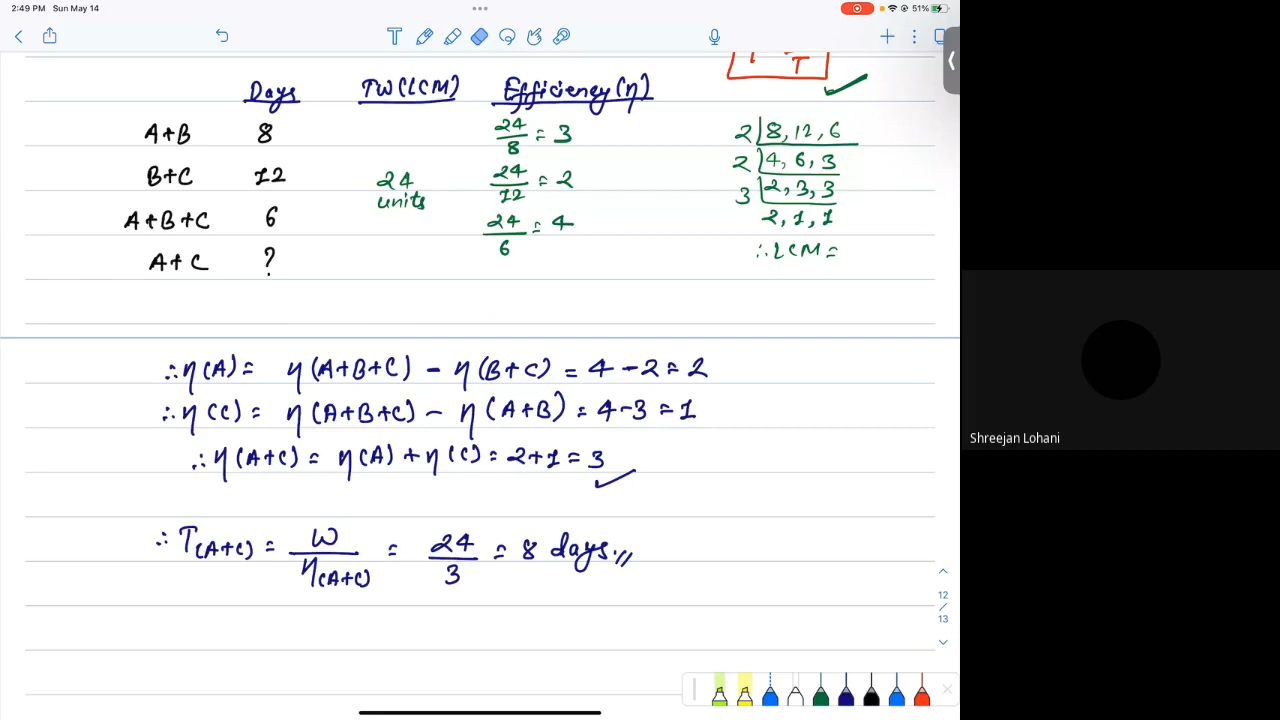 2:49 PM Sun May 14
51%
T
Days TW(LCM) Efficiency(η)
A+B 8 24/8 = 3
B+C 12 24 units 24/12 = 2
A+B+C 6 24/6 = 4
A+C ?
2 | 8, 12, 6
2 | 4, 6, 3
3 | 2, 3, 3
2, 1, 1
∴ LCM =
∴ η(A) = η(A+B+C) - η(B+C) = 4 - 2 = 2
∴ η(C) = η(A+B+C) - η(A+B) = 4 - 3 = 1
∴ η(A+C) = η(A) + η(C) = 2+1 = 3
∴ T(A+C) = W/η(A+C) = 24/3 = 8 days.
12
/
13
Shreejan Lohani